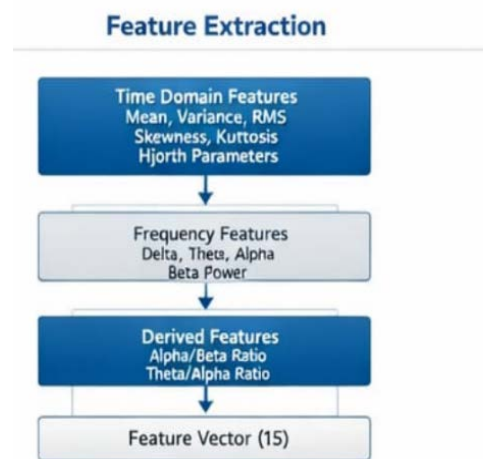 Feature Extraction
Time Domain Features
Mean, Variance, RMS
Skewness, Kuttosis
Hjorth Parameters
Frequency Features
Delta, Theta, Alpha
Beta Power
Derived Features
Alpha/Beta Ratio
Theta/Alpha Ratio
Feature Vector (15)